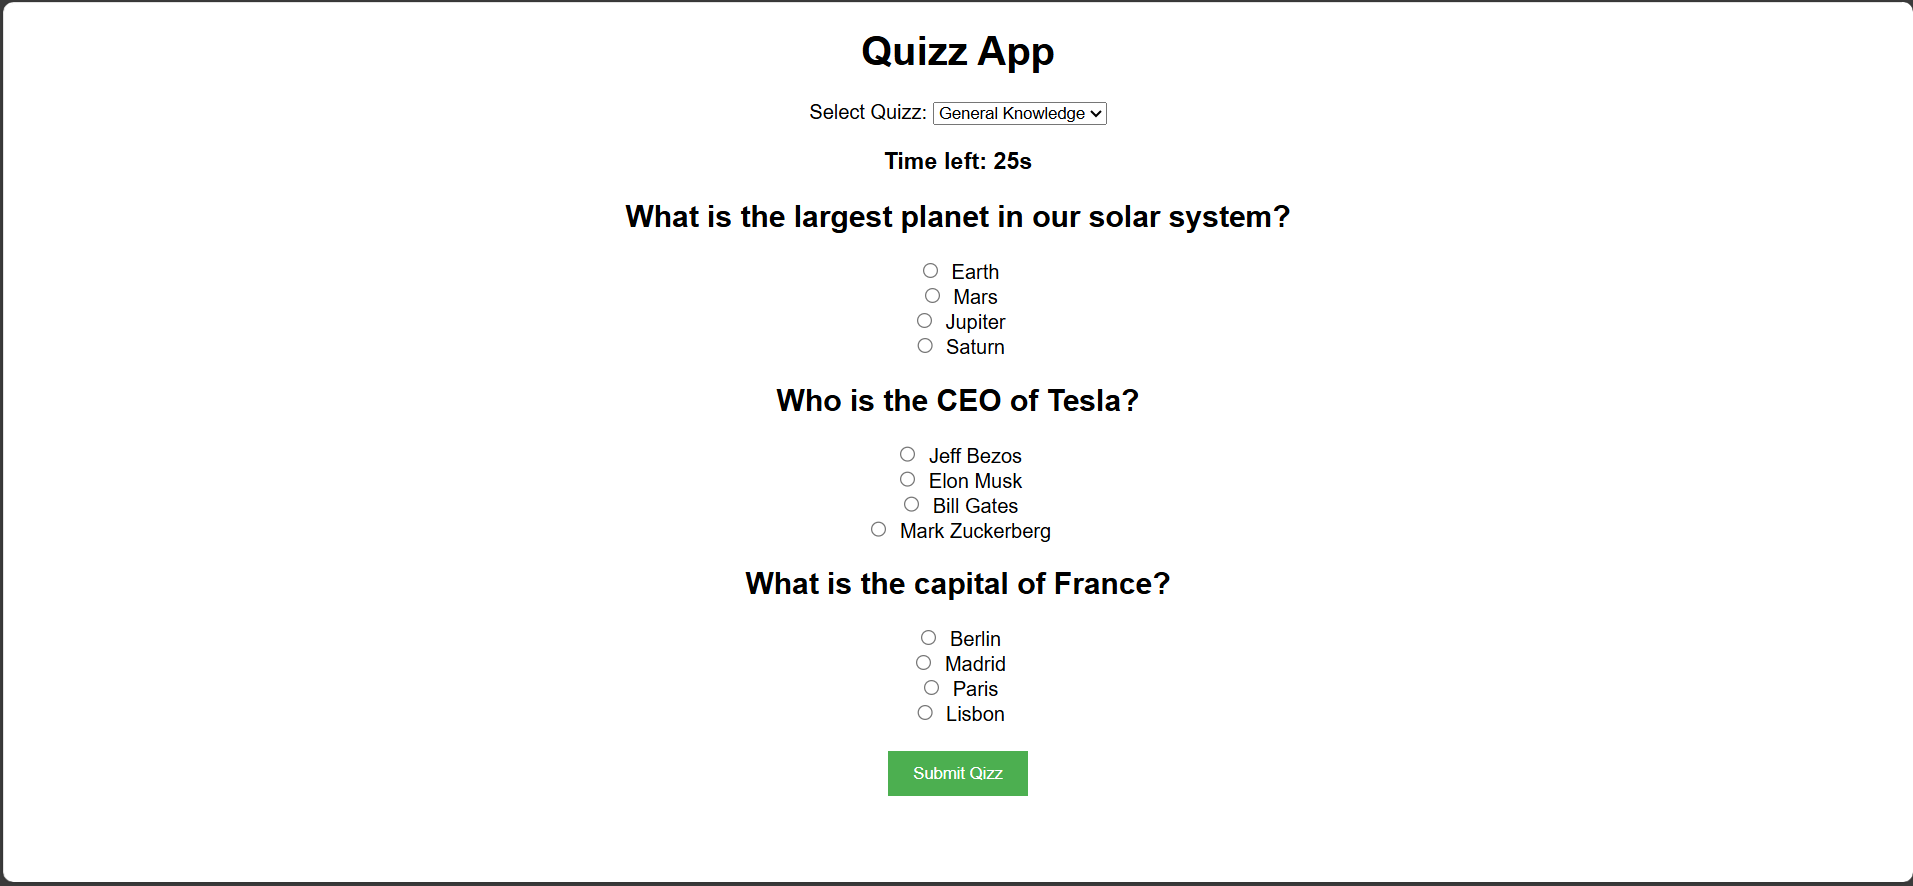 Quizz App
Select Quizz: General Knowledge
Time left: 25s
What is the largest planet in our solar system?
Earth
Mars
Jupiter
Saturn
Who is the CEO of Tesla?
Jeff Bezos
Elon Musk
Bill Gates
Mark Zuckerberg
What is the capital of France?
Berlin
Madrid
Paris
Lisbon
Submit Qizz